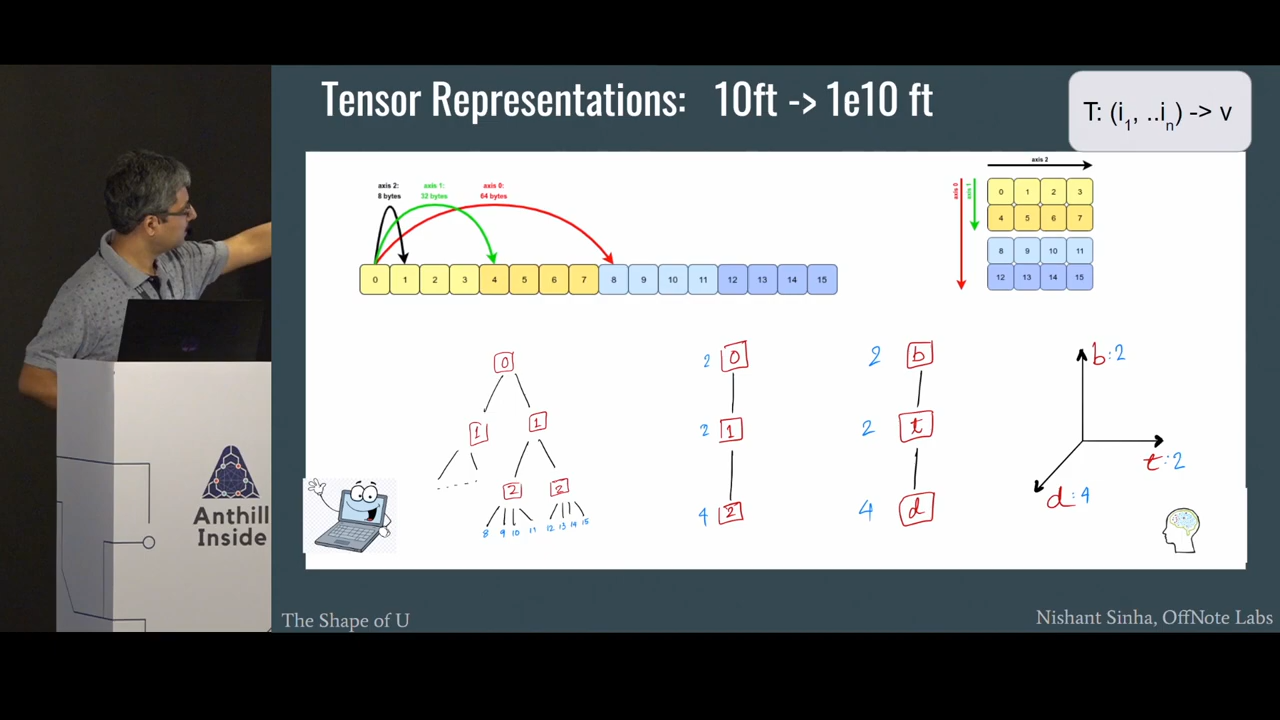 Tensor Representations: 10ft -> 1e10 ft
T: (i1, ..in) -> v
axis 2:
8 bytes
axis 1:
32 bytes
axis 0:
64 bytes
0 1 2 3 4 5 6 7 8 9 10 11 12 13 14 15
axis 2
axis 0
axis 1
0 1 2 3
4 5 6 7
8 9 10 11
12 13 14 15
0
1 1
2 2
8 9 10 11 12 13 14 15
2 0
2 1
4 2
2 b
2 t
4 d
b:2
t:2
d:4
Anthill
Inside
The Shape of U
Nishant Sinha, OffNote Labs